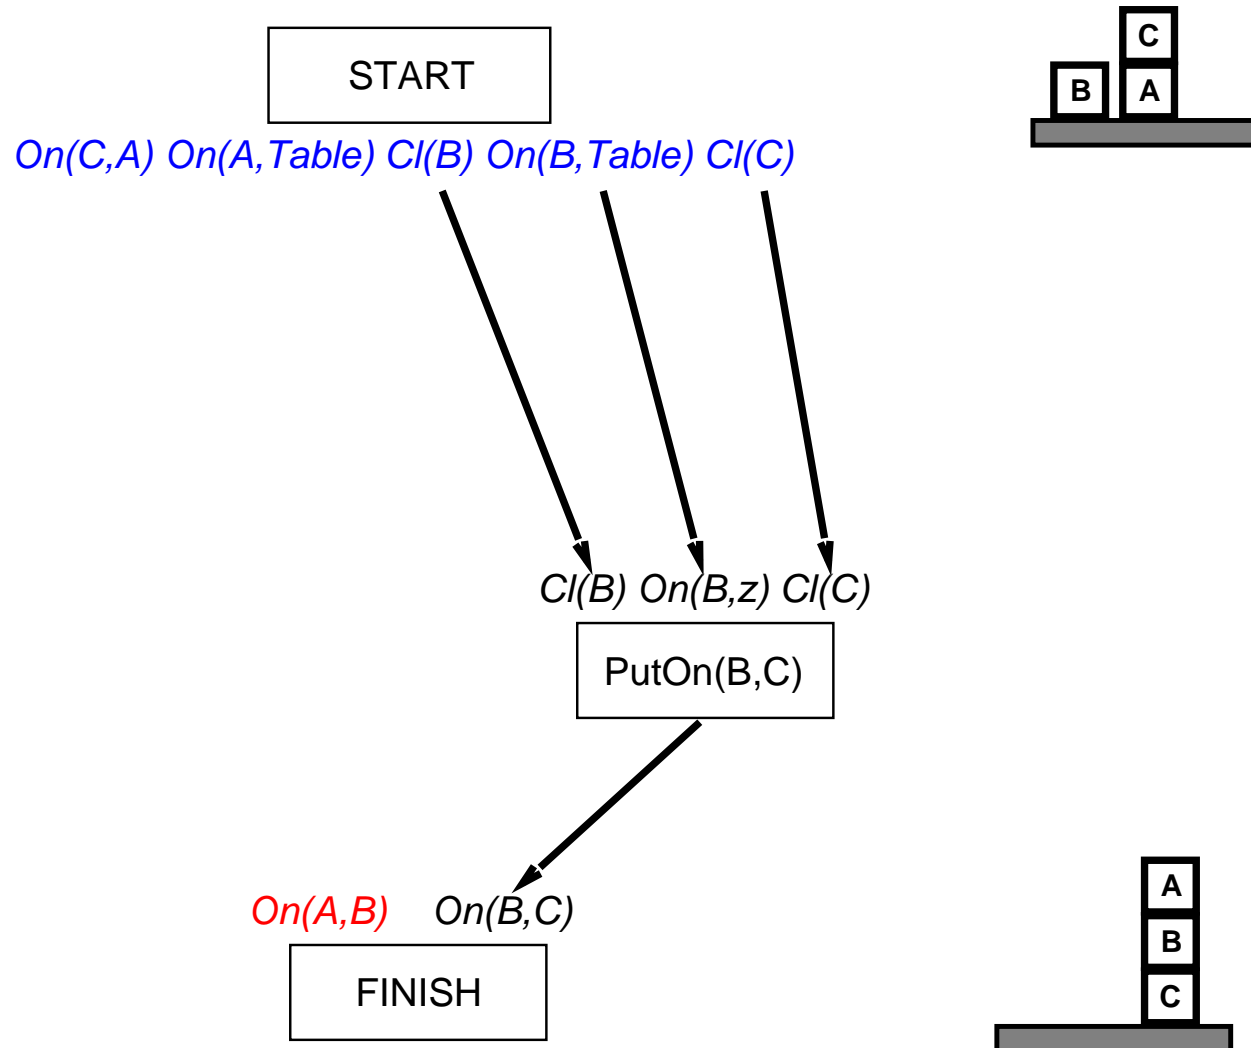 C
START
B A
On(C,A) On(A,Table) Cl(B) On(B,Table) Cl(C)
Cl(B) On(B,z) Cl(C)
PutOn(B,C)
A
On(A,B) On(B,C)
B
FINISH
C